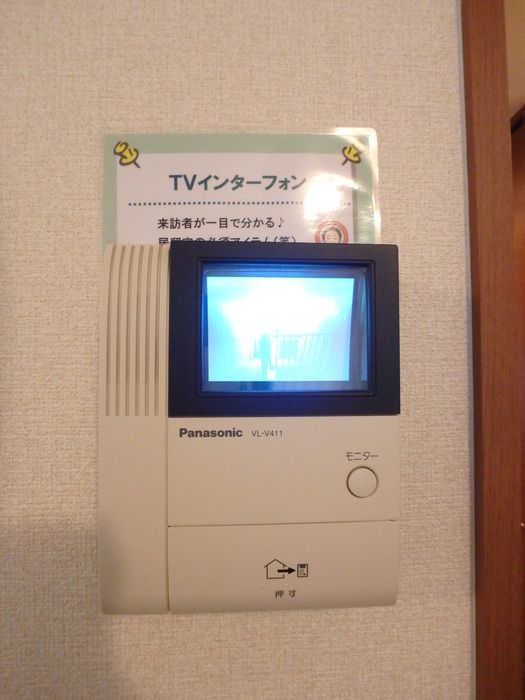 TVインターフォン
来訪者が一目で分かる♪
Panasonic VL-V411
モニター
押す